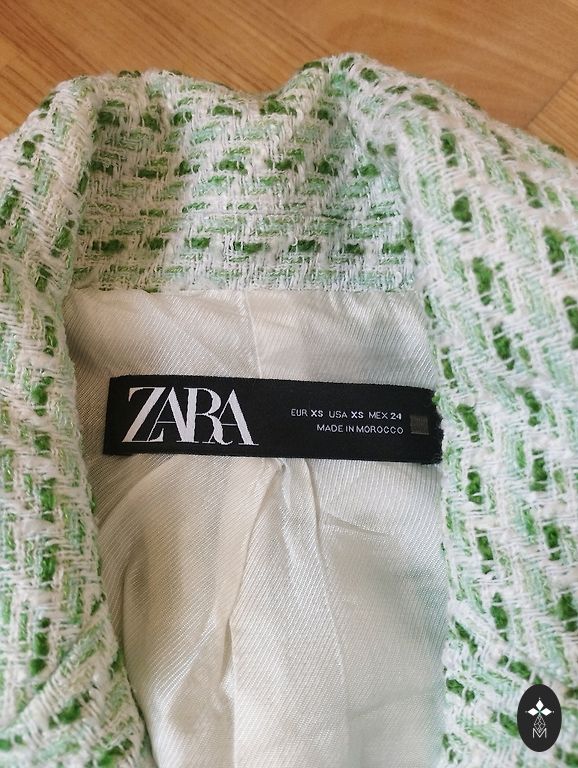 ZARA
EUR XS USA XS MEX 24
MADE IN MOROCCO
M